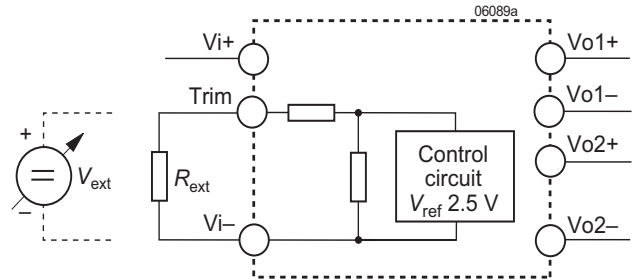 06089a
Vi+
Vo1+
Trim
Vo1–
Vo2+
+
Vext
–
Rext
Control
circuit
Vref 2.5 V
Vi–
Vo2–